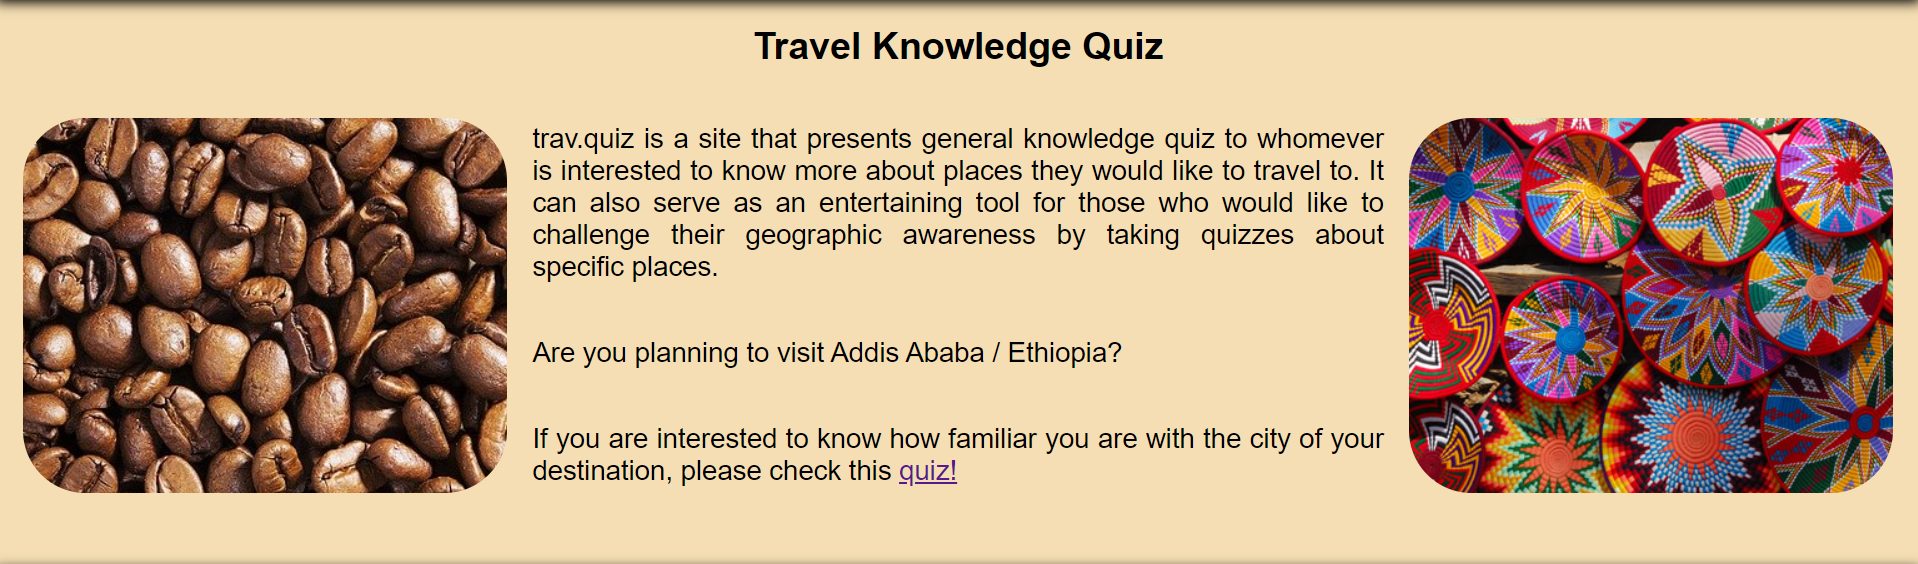 Travel Knowledge Quiz
trav.quiz is a site that presents general knowledge quiz to whomever
is interested to know more about places they would like to travel to. It
can also serve as an entertaining tool for those who would like to
challenge their geographic awareness by taking quizzes about
specific places.
Are you planning to visit Addis Ababa / Ethiopia?
If you are interested to know how familiar you are with the city of your
destination, please check this quiz!